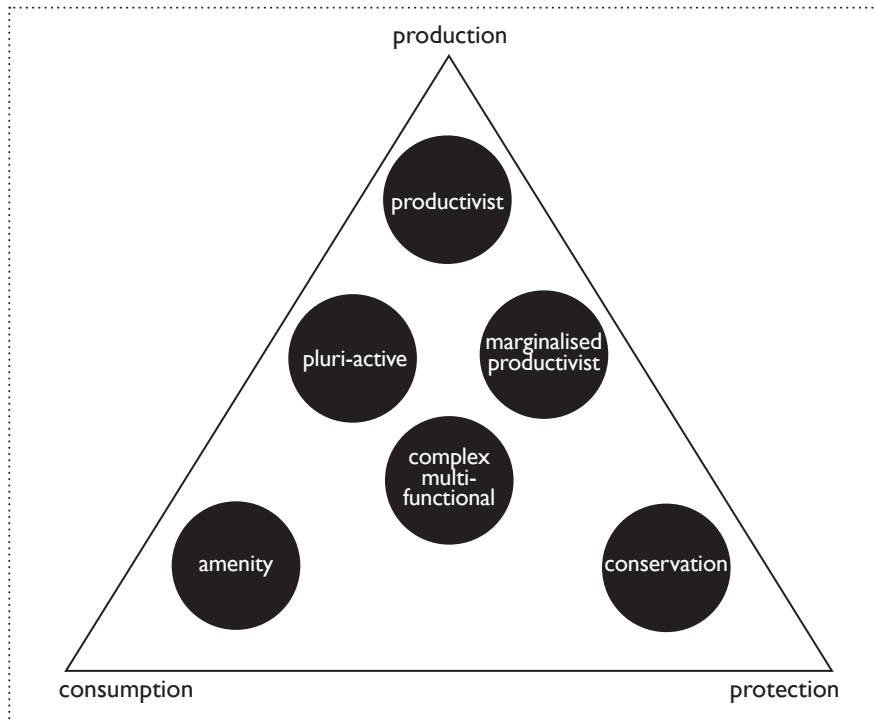 production
productivist
pluri-active
marginalised
productivist
complex
multi-
functional
amenity
conservation
consumption
protection